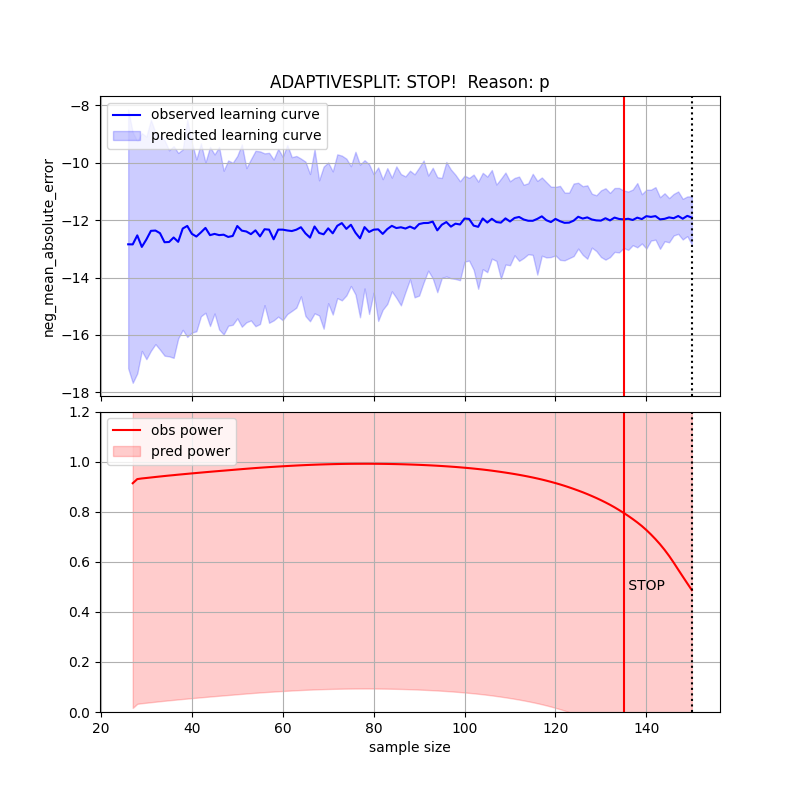 ADAPTIVESPLIT: STOP!  Reason: p
observed learning curve
predicted learning curve
−8
−10
−12
−14
−16
−18
neg_mean_absolute_error
obs power
pred power
1.2
1.0
0.8
0.6
0.4
0.2
0.0
STOP
20 40 60 80 100 120 140
sample size